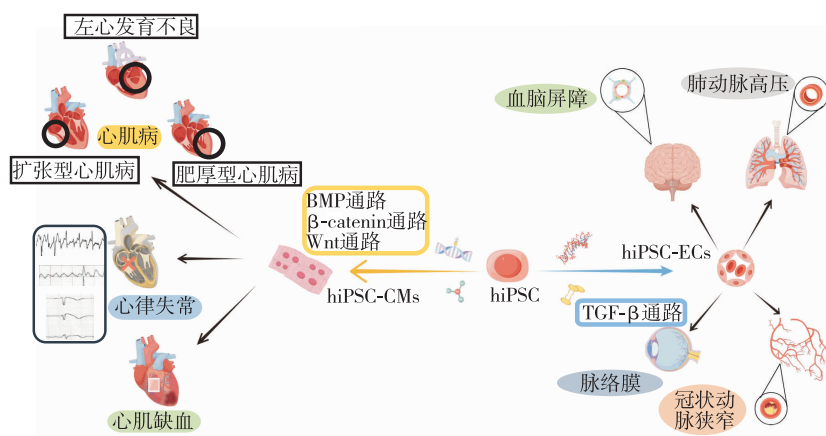 左心发育不良
心肌病
扩张型心肌病
肥厚型心肌病
心律失常
心肌缺血
BMP通路
β-catenin通路
Wnt通路
hiPSC-CMs
hiPSC
hiPSC-ECs
TGF-β通路
血脑屏障
肺动脉高压
脉络膜
冠状动
脉狭窄